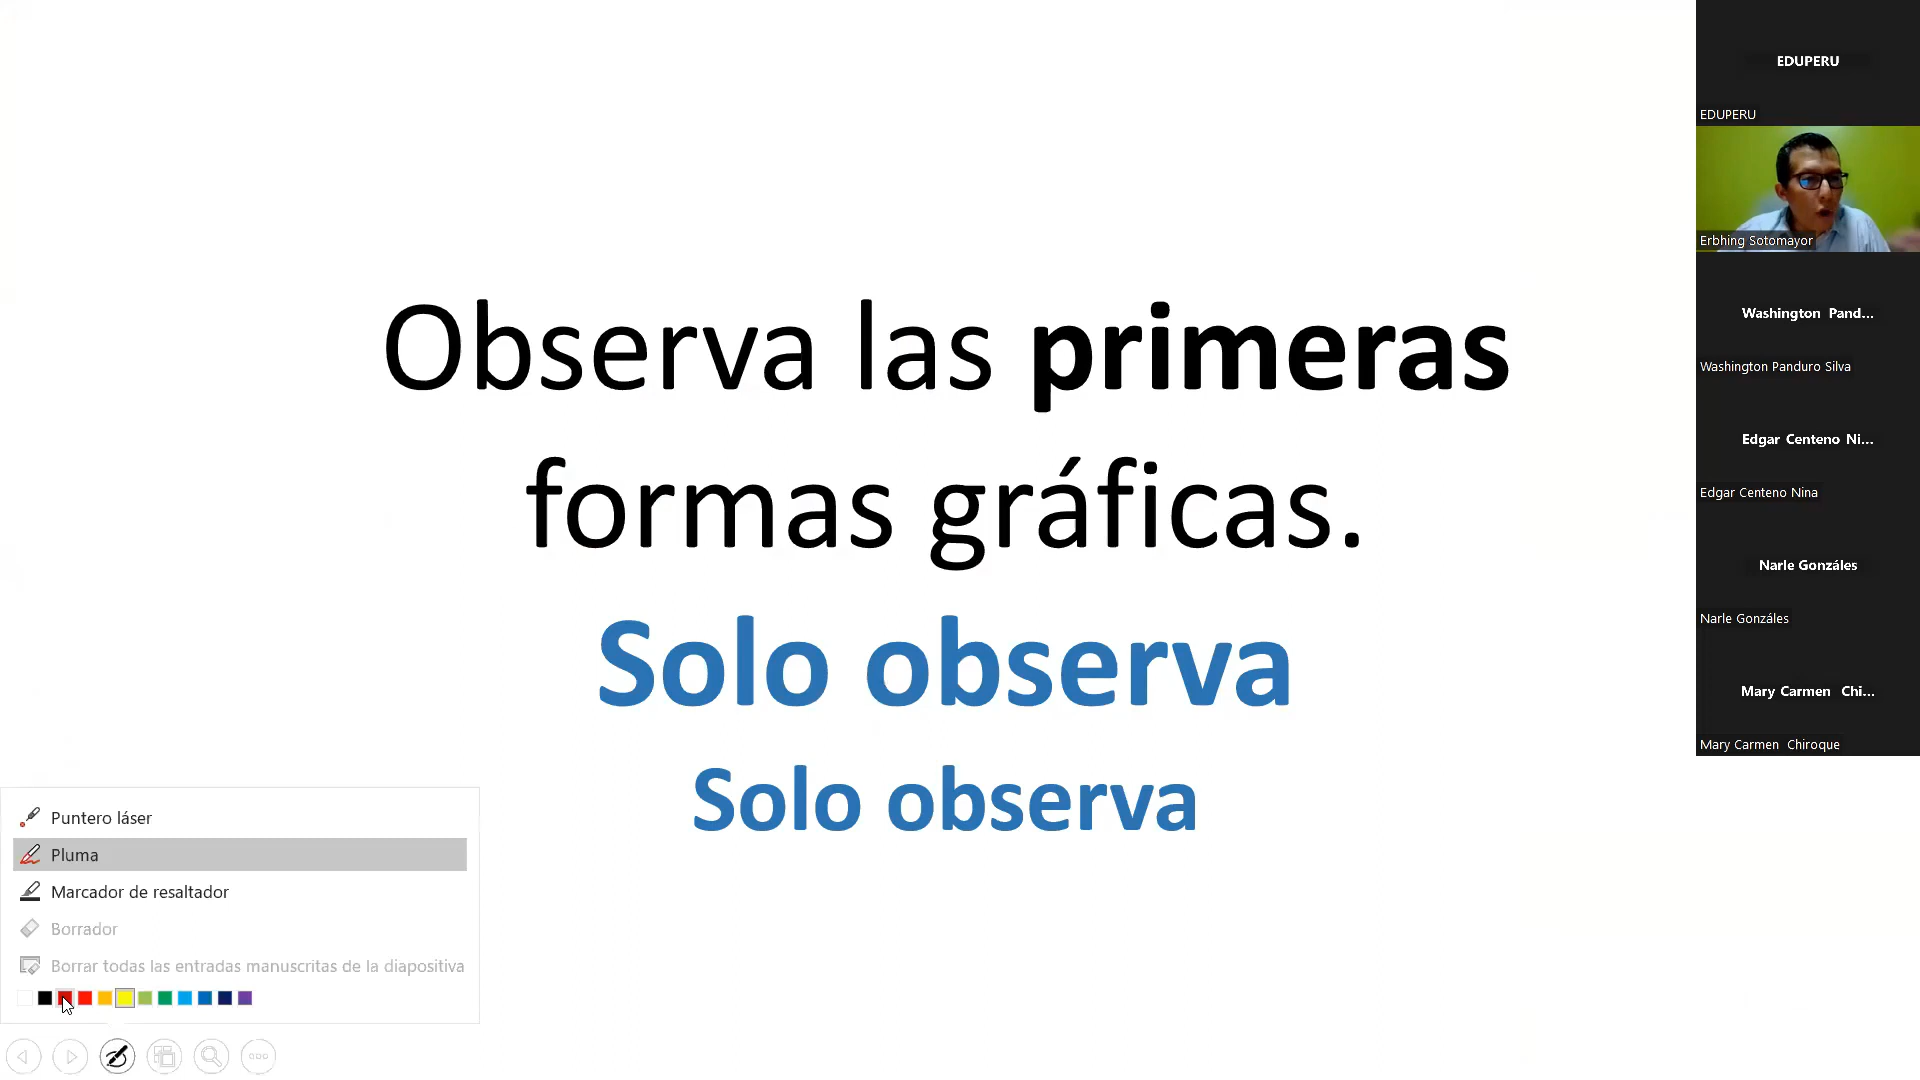 Observa las primeras
formas gráficas.
Solo observa
Solo observa
Puntero láser
Pluma
Marcador de resaltador
Borrador
Borrar todas las entradas manuscritas de la diapositiva
EDUPERU
EDUPERU
Erbhing Sotomayor
Washington Pand...
Washington Panduro Silva
Edgar Centeno Ni...
Edgar Centeno Nina
Narle Gonzáles
Narle Gonzáles
Mary Carmen Chi...
Mary Carmen Chiroque